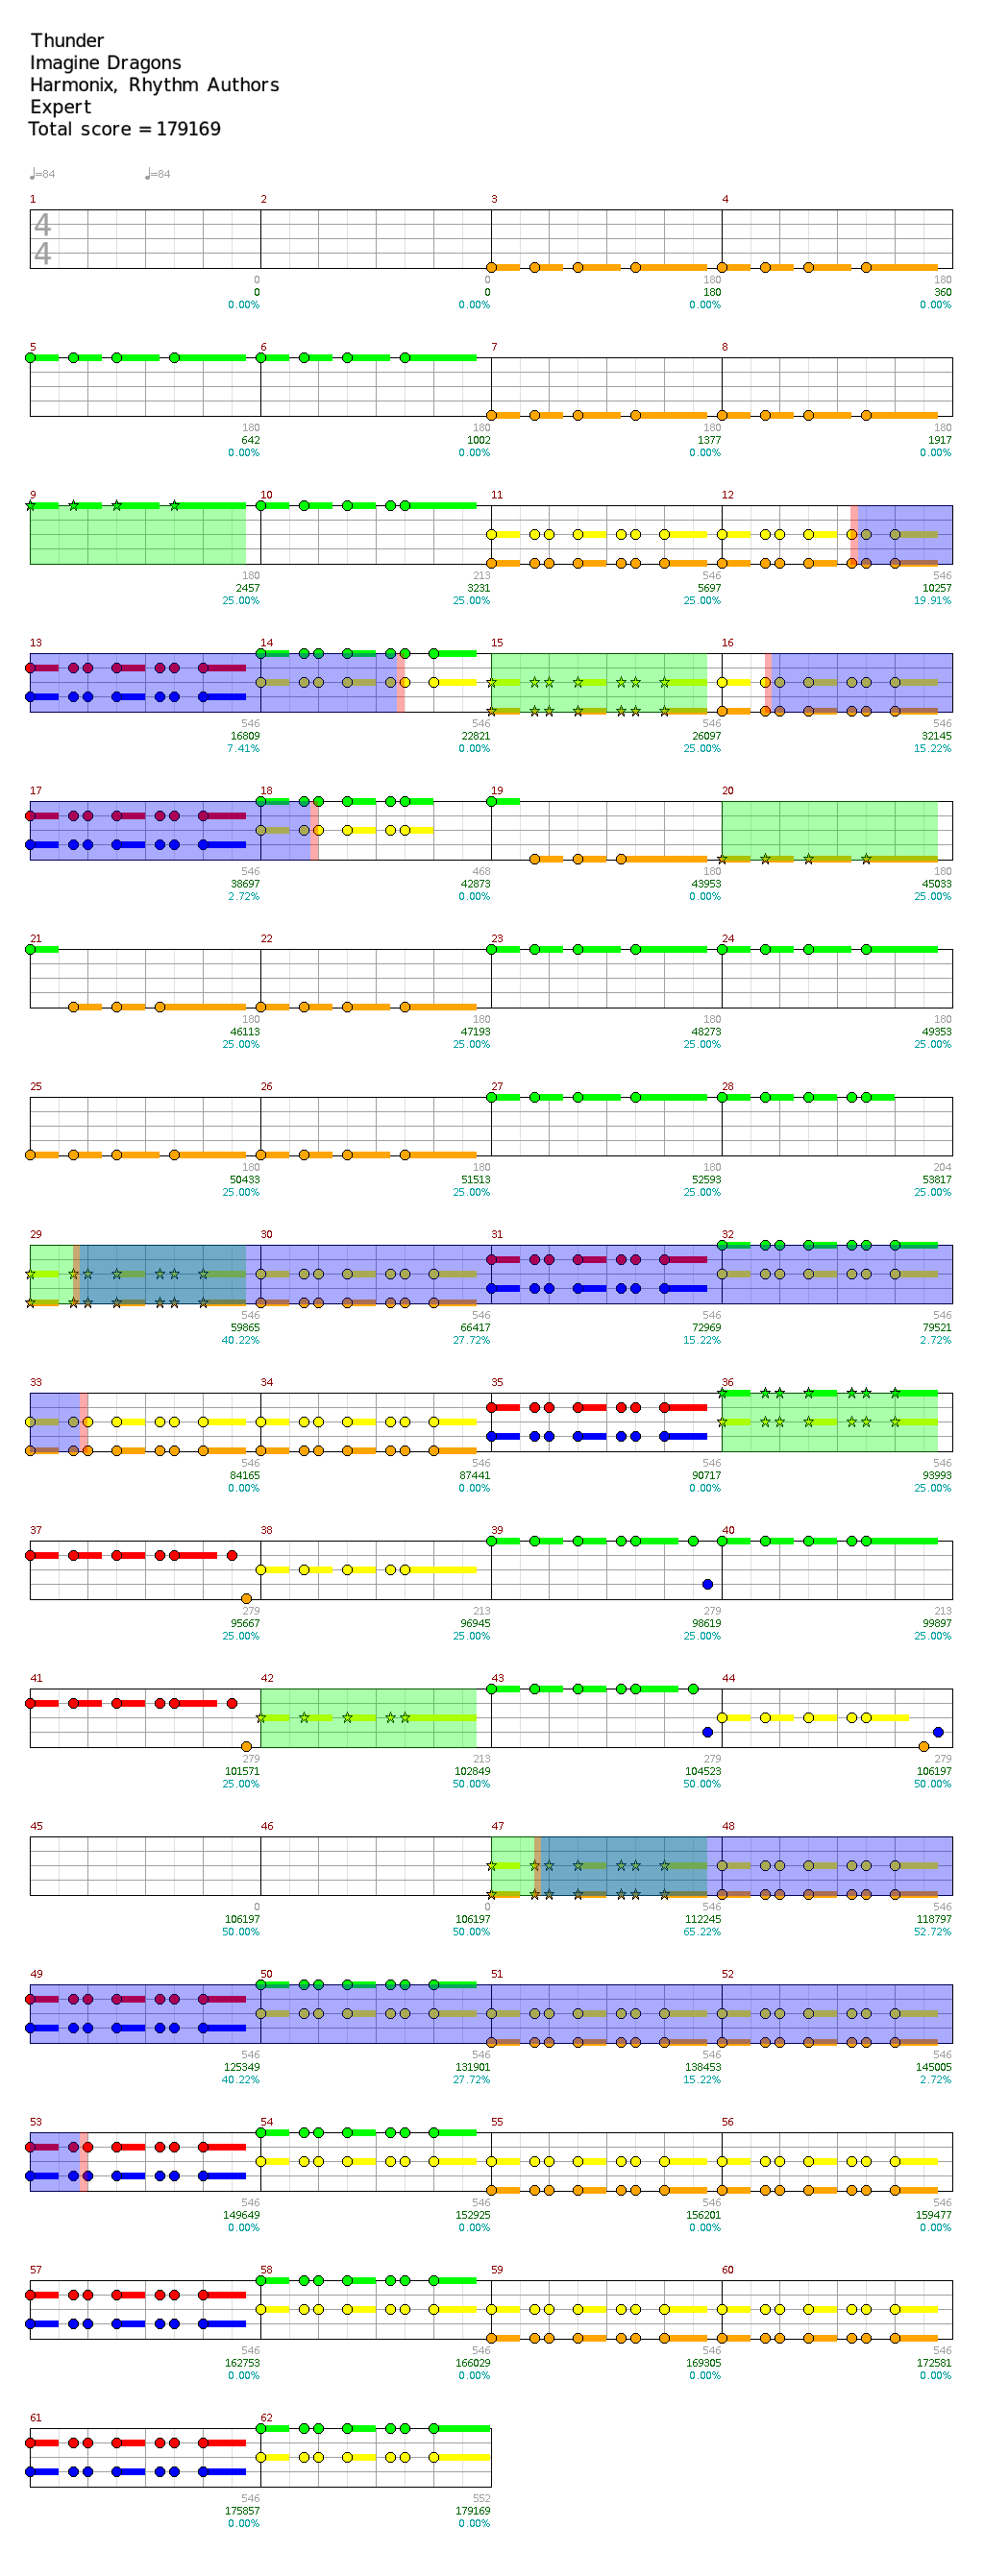 Thunder
Imagine Dragons
Harmonix, Rhythm Authors
Expert
Total score = 179169
♩=84 ♩=84
1 2 3 4
4
4
0 0 180 180
0 0 180 360
0.00% 0.00% 0.00% 0.00%
5 6 7 8
180 180 180 180
642 1002 1377 1917
0.00% 0.00% 0.00% 0.00%
9 10 11 12
180 213 546 546
2457 3231 5697 10257
25.00% 25.00% 25.00% 19.91%
13 14 15 16
546 546 546 546
16809 22821 26097 32145
7.41% 0.00% 25.00% 15.22%
17 18 19 20
546 468 180 180
38697 42873 43953 45033
2.72% 0.00% 0.00% 25.00%
21 22 23 24
180 180 180 180
46113 47193 48273 49353
25.00% 25.00% 25.00% 25.00%
25 26 27 28
180 180 180 204
50433 51513 52593 53817
25.00% 25.00% 25.00% 25.00%
29 30 31 32
546 546 546 546
59865 66417 72969 79521
40.22% 27.72% 15.22% 2.72%
33 34 35 36
546 546 546 546
84165 87441 90717 93993
0.00% 0.00% 0.00% 25.00%
37 38 39 40
279 213 279 213
95667 96945 98619 99897
25.00% 25.00% 25.00% 25.00%
41 42 43 44
279 213 279 279
101571 102849 104523 106197
25.00% 50.00% 50.00% 50.00%
45 46 47 48
0 0 546 546
106197 106197 112245 118797
50.00% 50.00% 65.22% 52.72%
49 50 51 52
546 546 546 546
125349 131901 138453 145005
40.22% 27.72% 15.22% 2.72%
53 54 55 56
546 546 546 546
149649 152925 156201 159477
0.00% 0.00% 0.00% 0.00%
57 58 59 60
546 546 546 546
162753 166029 169305 172581
0.00% 0.00% 0.00% 0.00%
61 62
546 552
175857 179169
0.00% 0.00%